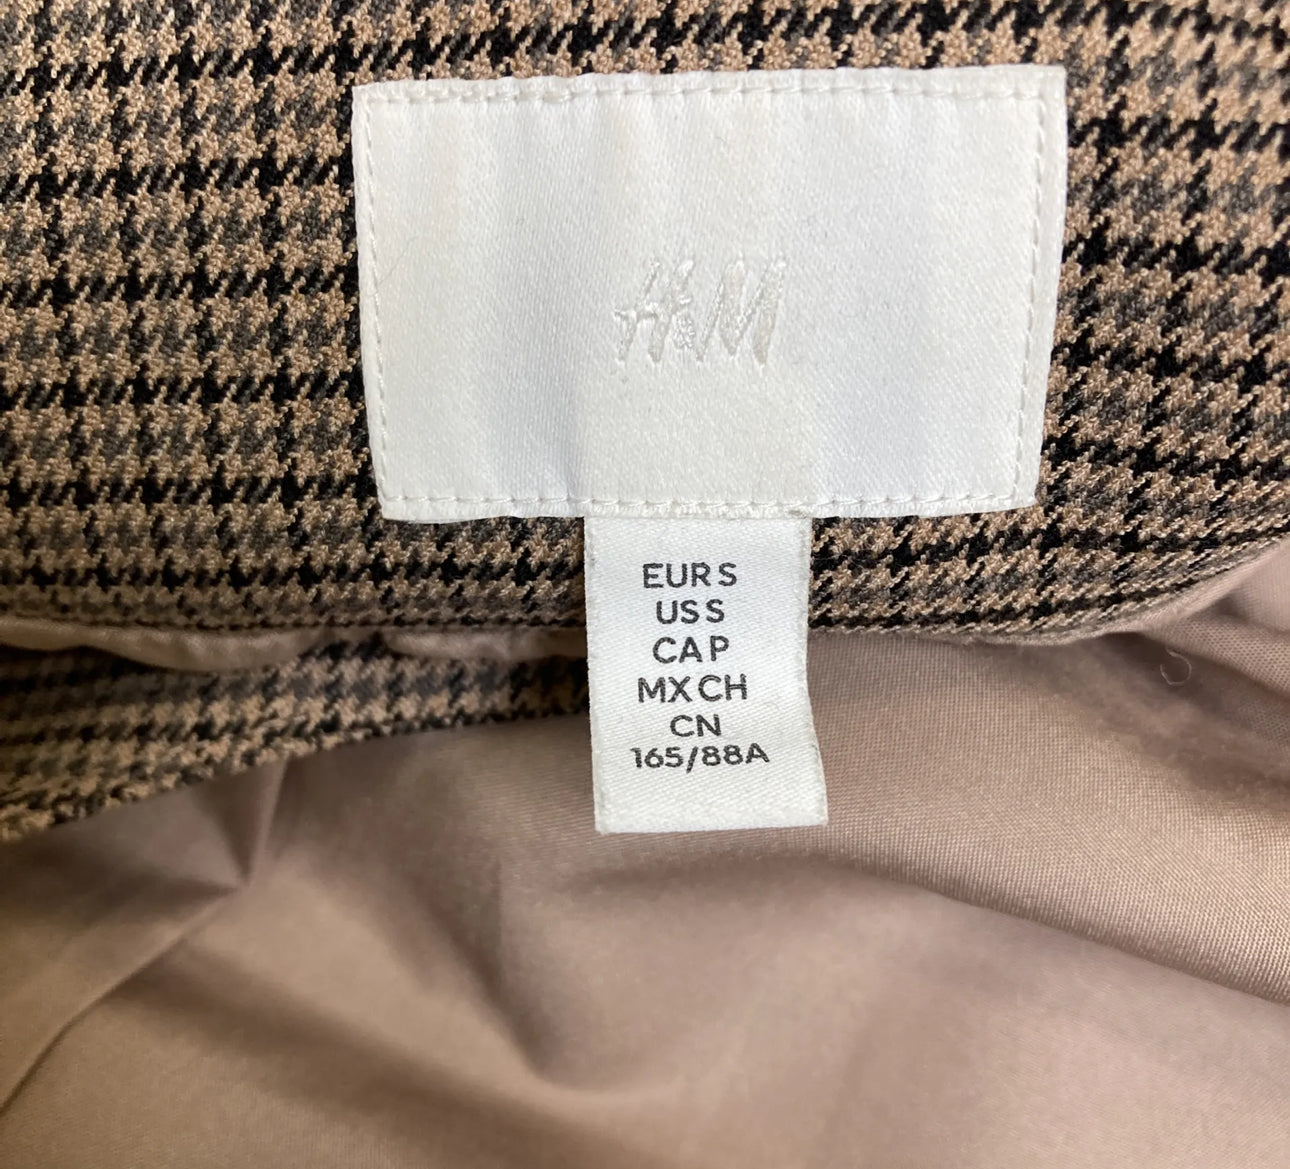 H&M
EUR S
US S
CA P
MX CH
CN
165/88A